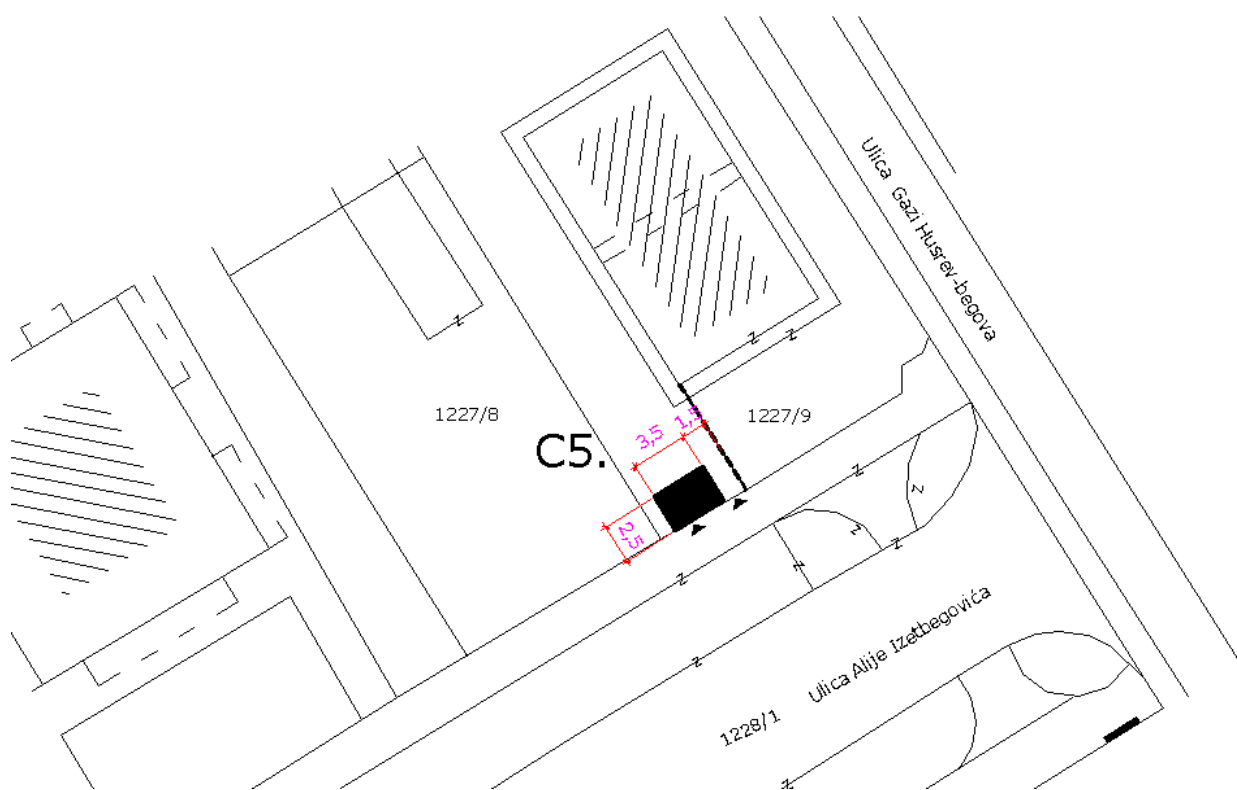 Ulica Gazi Husrev-begova
1227/8
1227/9
C5.
3,5
1,5
2,5
Ulica Alije Izetbegovića
1228/1
z
z
z
z
z
z
z
z
z
z
z